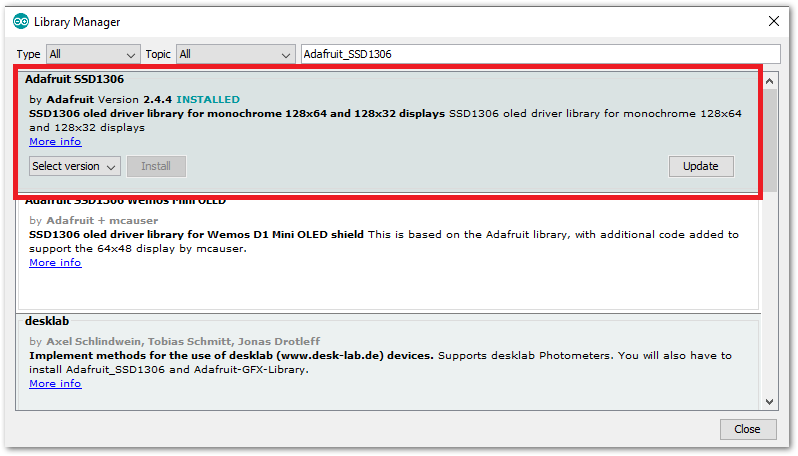 Library Manager
Type All Topic All Adafruit_SSD1306
Adafruit SSD1306
by Adafruit Version 2.4.4 INSTALLED
SSD1306 oled driver library for monochrome 128x64 and 128x32 displays SSD1306 oled driver library for monochrome 128x64
and 128x32 displays
More info
Select version Install Update
Adafruit SSD1306 Wemos Mini OLED
by Adafruit + mcauser
SSD1306 oled driver library for Wemos D1 Mini OLED shield This is based on the Adafruit library, with additional code added to
support the 64x48 display by mcauser.
More info
desklab
by Axel Schlindwein, Tobias Schmitt, Jonas Drotleff
Implement methods for the use of desklab (www.desk-lab.de) devices. Supports desklab Photometers. You will also have to
install Adafruit_SSD1306 and Adafruit-GFX-Library.
More info
Close